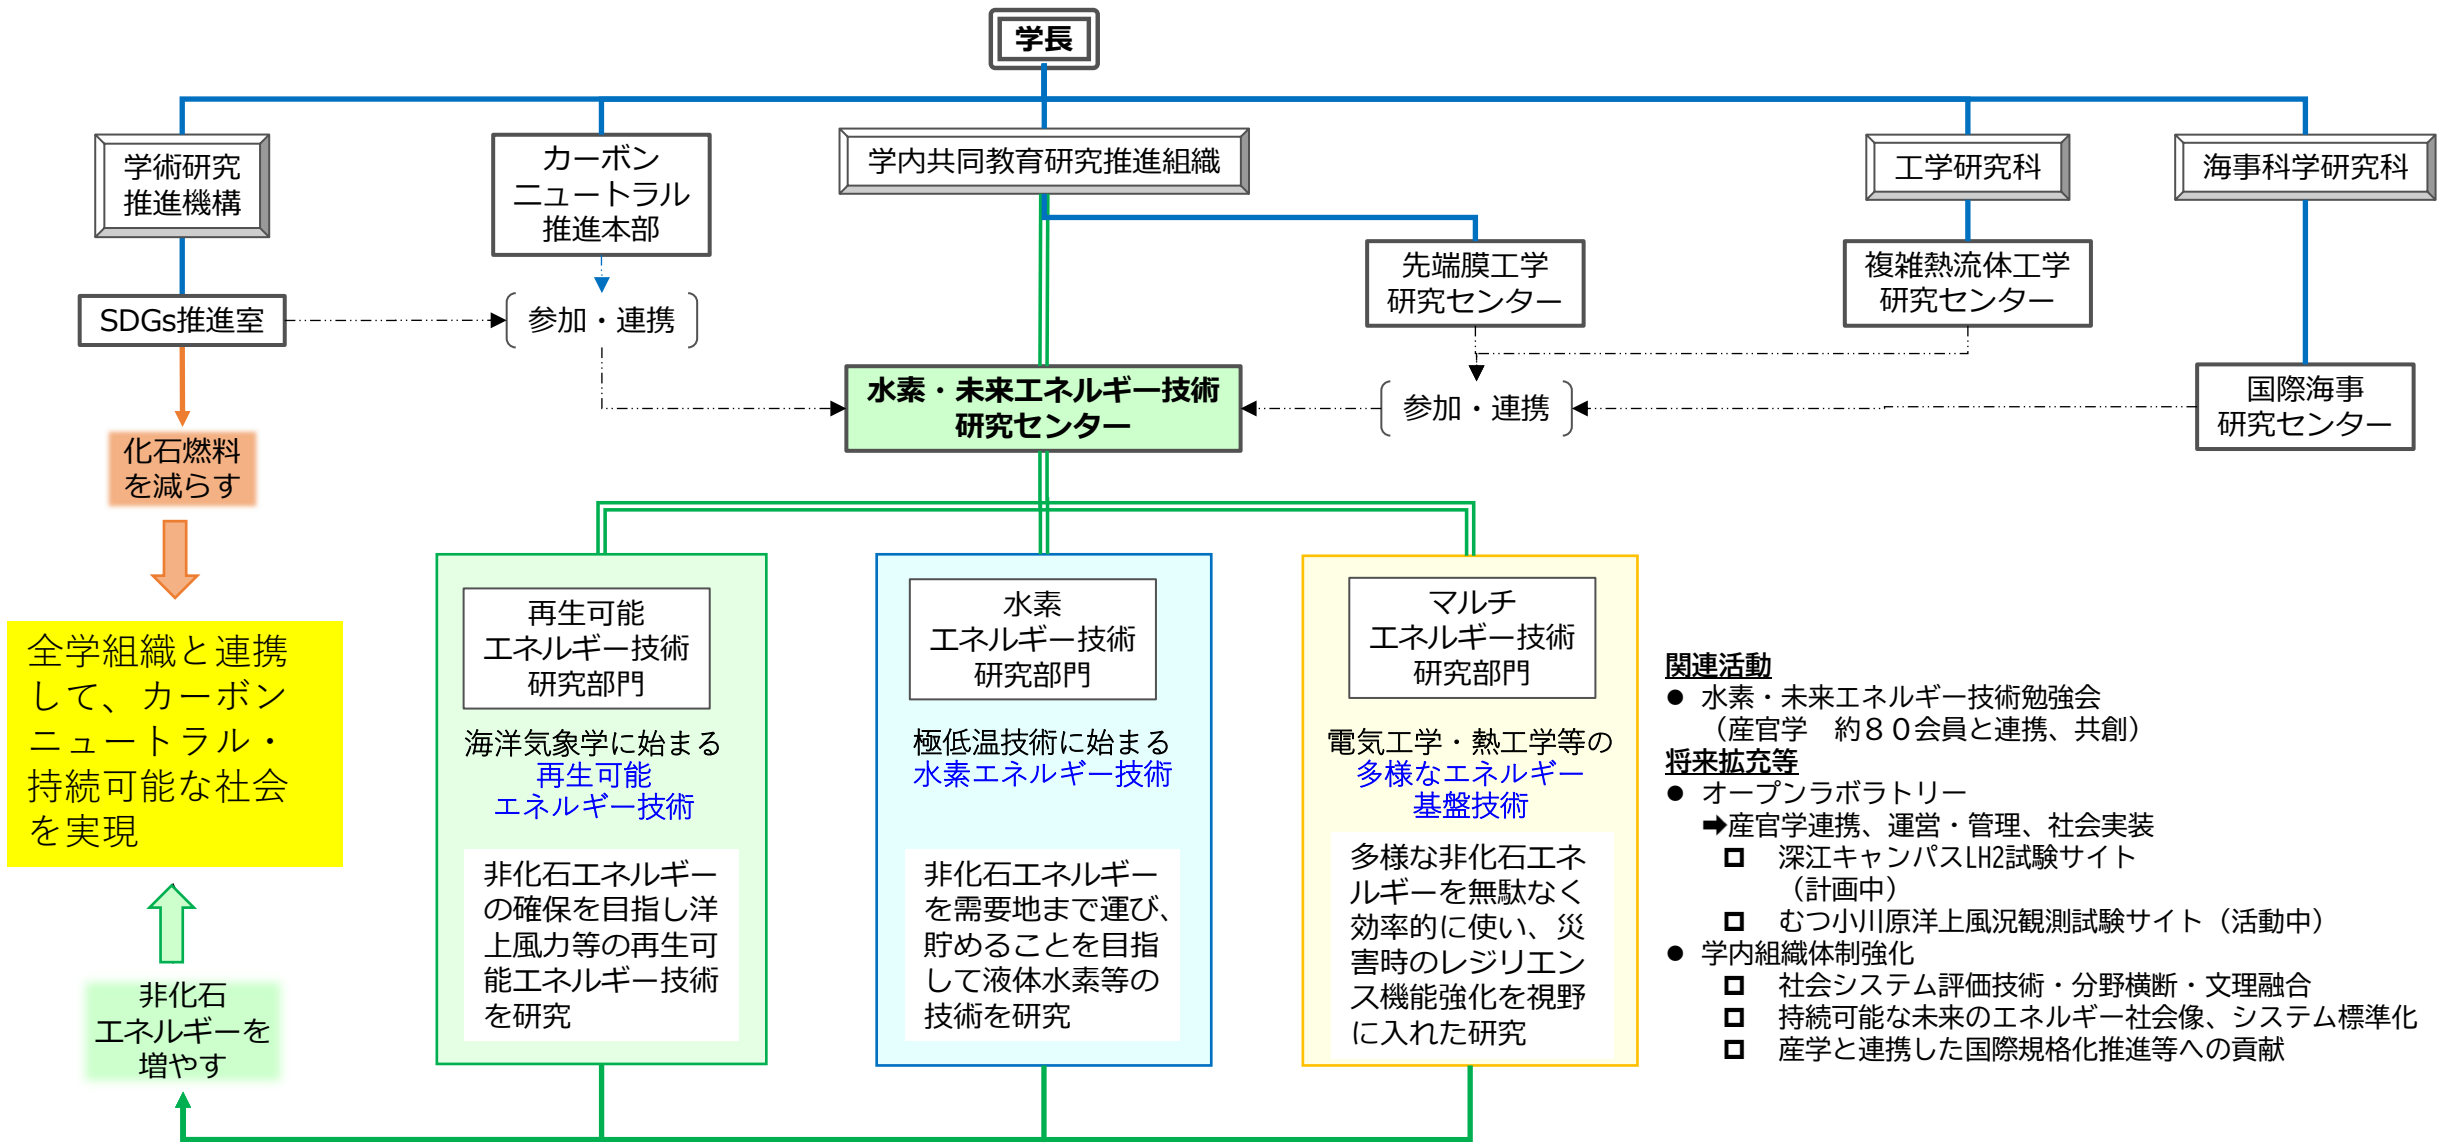 学長
学術研究
推進機構
カーボン
ニュートラル
推進本部
学内共同教育研究推進組織
工学研究科
海事科学研究科
SDGs推進室
参加・連携
先端膜工学
研究センター
複雑熱流体工学
研究センター
水素・未来エネルギー技術
研究センター
参加・連携
国際海事
研究センター
化石燃料
を減らす
全学組織と連携
して、カーボン
ニュートラル・
持続可能な社会
を実現
非化石
エネルギーを
増やす
再生可能
エネルギー技術
研究部門
海洋気象学に始まる
再生可能
エネルギー技術
非化石エネルギー
の確保を目指し洋
上風力等の再生可
能エネルギー技術
を研究
水素
エネルギー技術
研究部門
極低温技術に始まる
水素エネルギー技術
非化石エネルギー
を需要地まで運び、
貯めることを目指
して液体水素等の
技術を研究
マルチ
エネルギー技術
研究部門
電気工学・熱工学等の
多様なエネルギー
基盤技術
多様な非化石エネ
ルギーを無駄なく
効率的に使い、災
害時のレジリエン
ス機能強化を視野
に入れた研究
関連活動
● 水素・未来エネルギー技術勉強会
（産官学　約８０会員と連携、共創）
将来拡充等
● オープンラボラトリー
➡産官学連携、運営・管理、社会実装
□ 深江キャンパスLH2試験サイト
（計画中）
□ むつ小川原洋上風況観測試験サイト（活動中）
● 学内組織体制強化
□ 社会システム評価技術・分野横断・文理融合
□ 持続可能な未来のエネルギー社会像、システム標準化
□ 産学と連携した国際規格化推進等への貢献